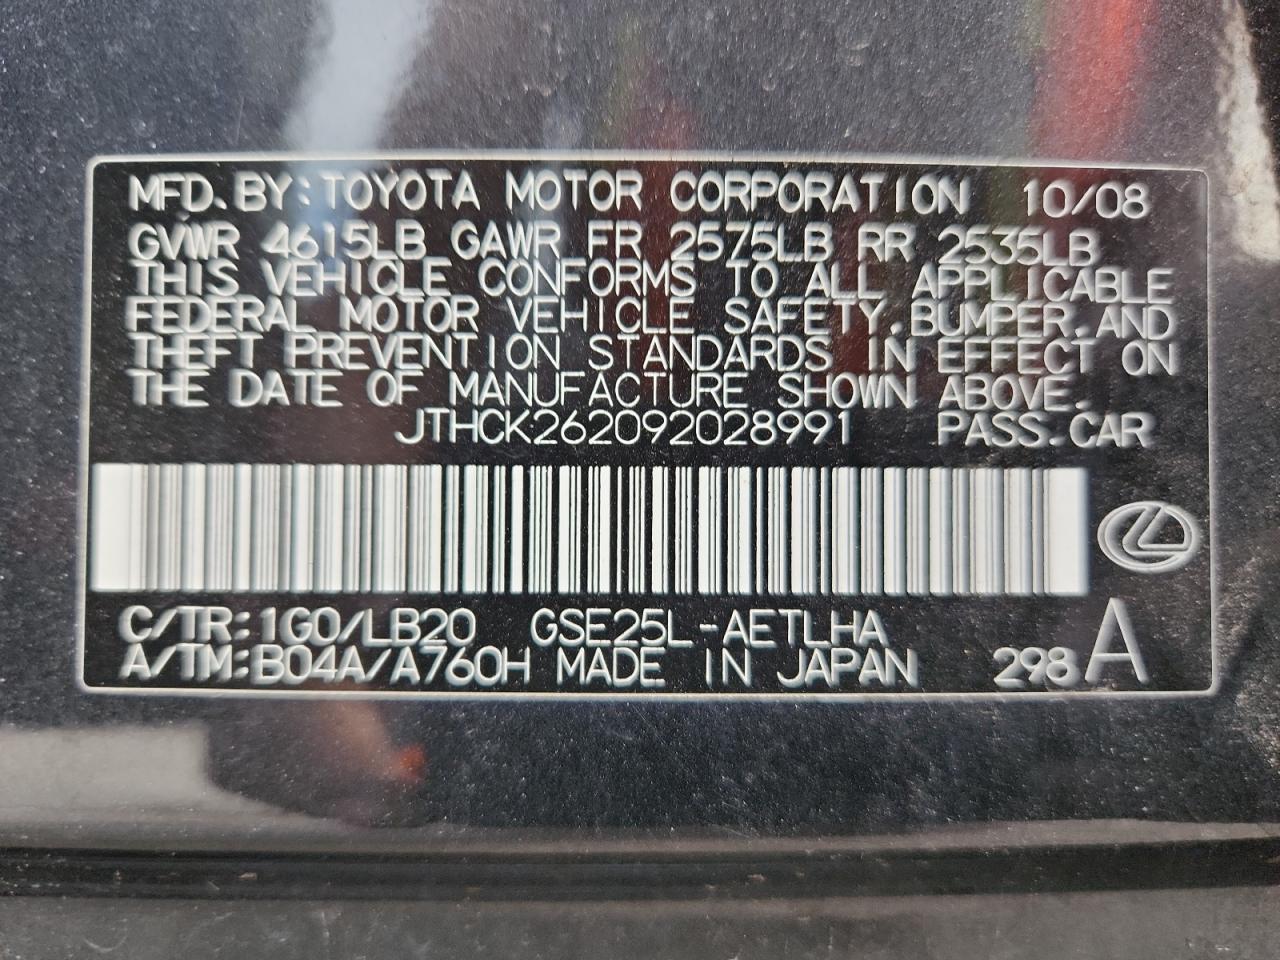 MFD. BY: TOYOTA MOTOR CORPORATION 10/08
GVWR 4615LB GAWR FR 2575LB RR 2535LB
THIS VEHICLE CONFORMS TO ALL APPLICABLE
FEDERAL MOTOR VEHICLE SAFETY, BUMPER, AND
THEFT PREVENTION STANDARDS IN EFFECT ON
THE DATE OF MANUFACTURE SHOWN ABOVE.
JTHCK262092028991 PASS. CAR
C/TR: 1G0/LB20 GSE25L-AETLHA
A/TM: B04A/A760H MADE IN JAPAN 298 A